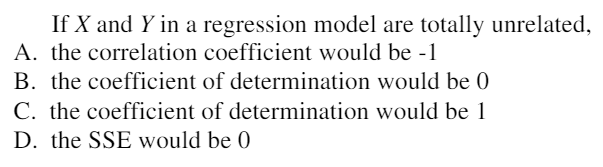 If X and Y in a regression model are totally unrelated,
A. the correlation coefficient would be -1
B. the coefficient of determination would be 0
C. the coefficient of determination would be 1
D. the SSE would be 0